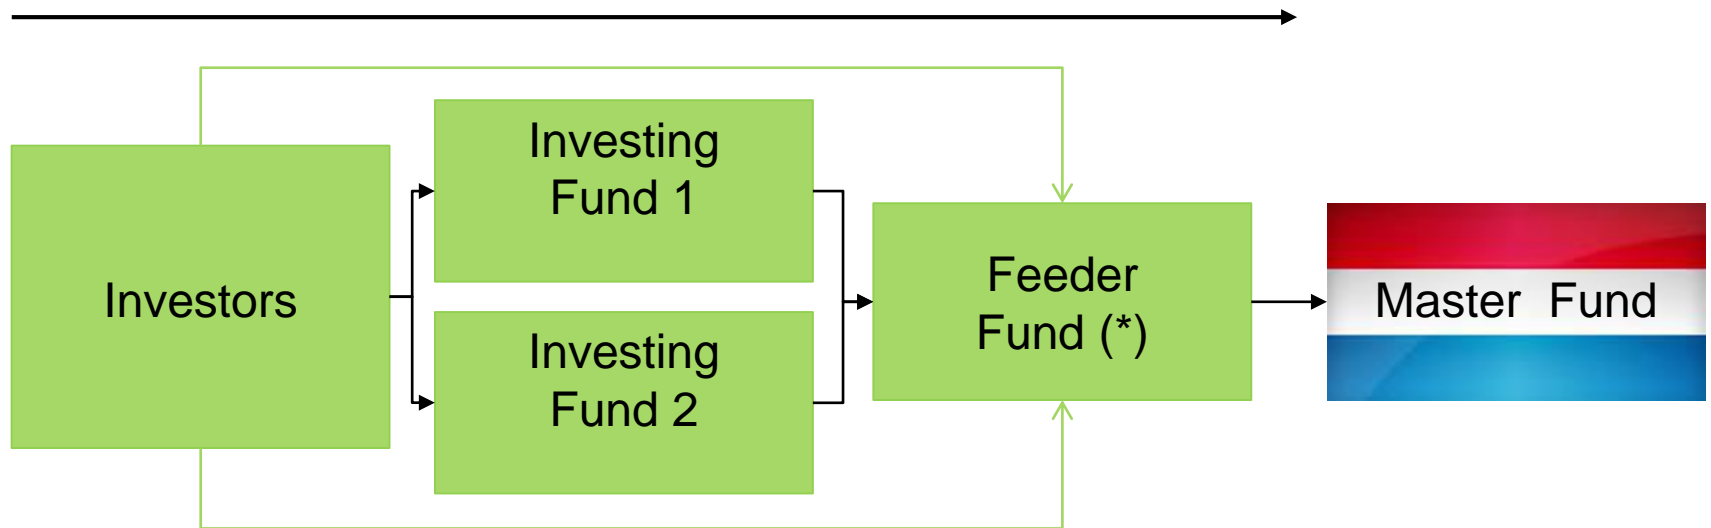 Investors
Investing
Fund 1
Investing
Fund 2
Feeder
Fund (*)
Master Fund